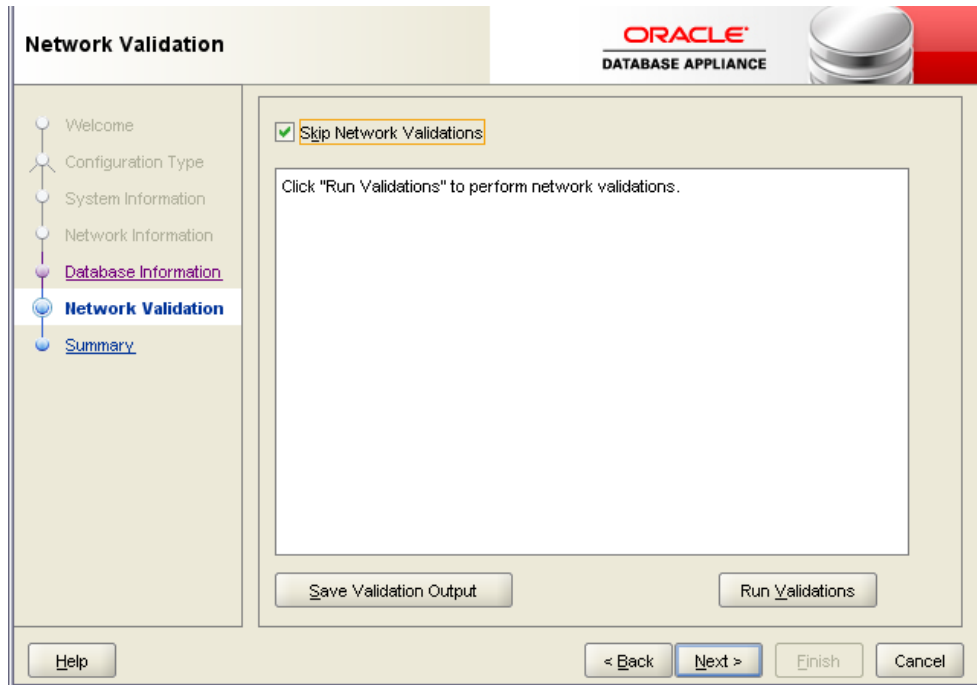 Network Validation
ORACLE
DATABASE APPLIANCE
Welcome
Configuration Type
System Information
Network Information
Database Information
Network Validation
Summary
Skip Network Validations
Click "Run Validations" to perform network validations.
Save Validation Output
Run Validations
Help
< Back
Next >
Finish
Cancel